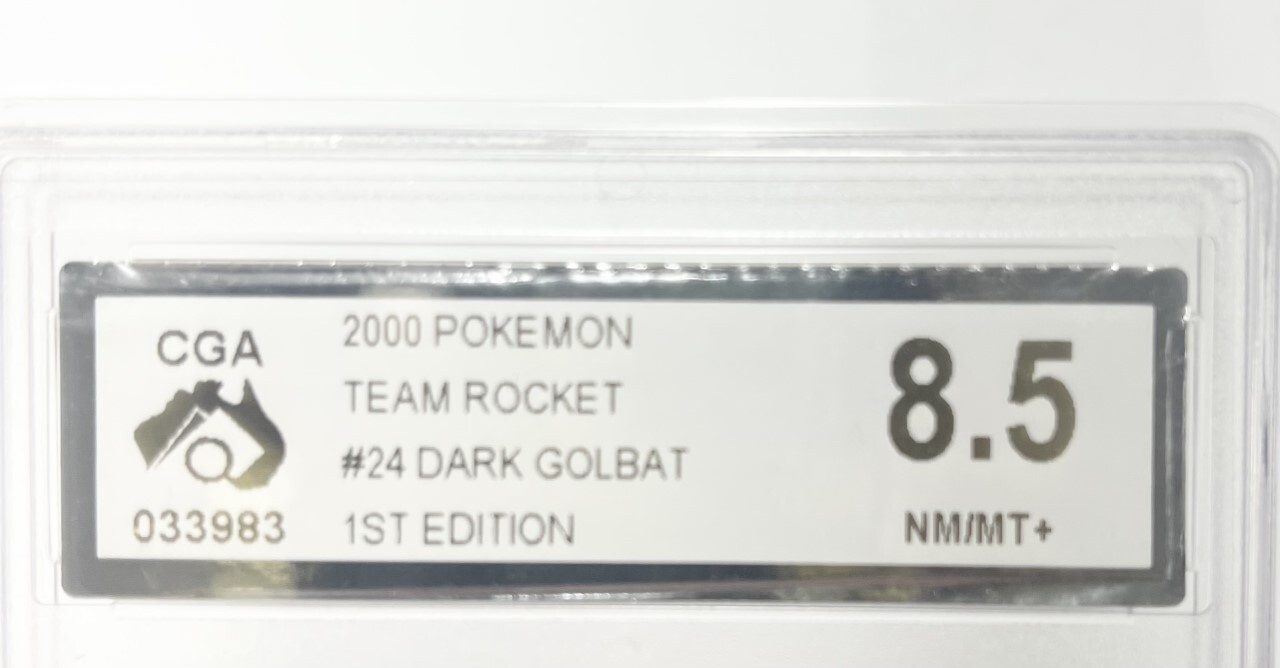 CGA
033983
2000 POKEMON
TEAM ROCKET
#24 DARK GOLBAT
1ST EDITION
8.5
NM/MT+